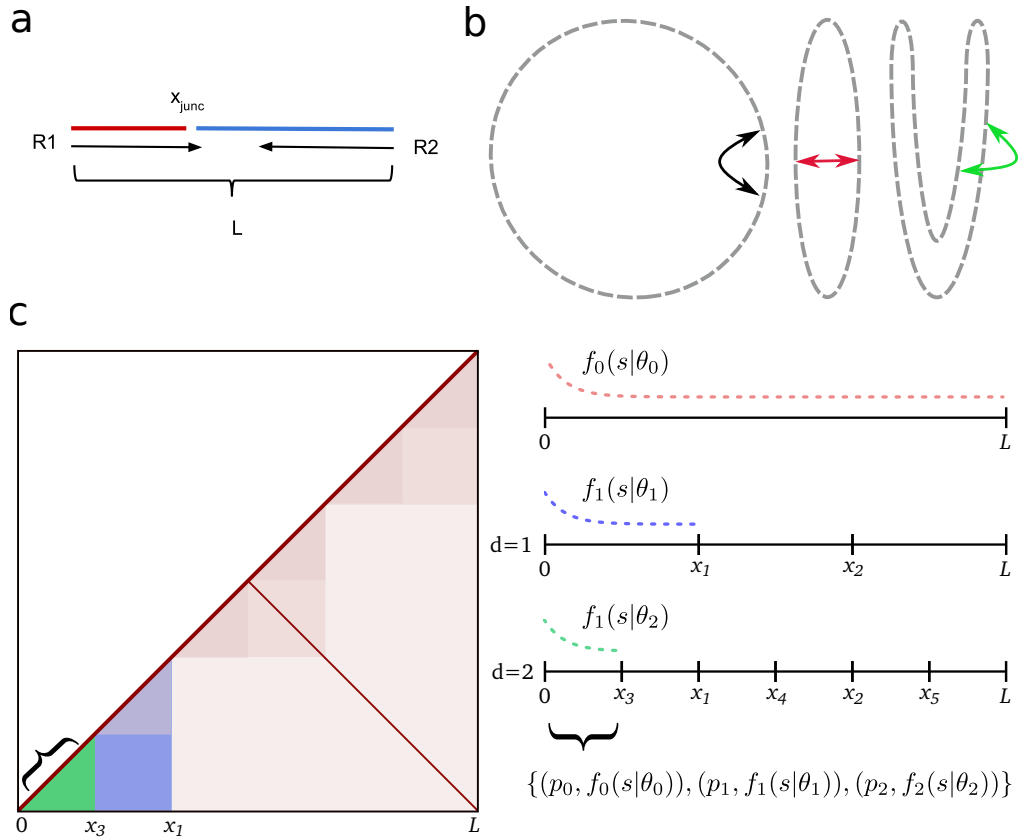 a
x_junc
R1
R2
L
b
c
f_0(s|θ_0)
0
L
f_1(s|θ_1)
d=1
0
x_1
x_2
L
f_1(s|θ_2)
d=2
0
x_3
x_1
x_4
x_2
x_5
L
{(p_0, f_0(s|θ_0)), (p_1, f_1(s|θ_1)), (p_2, f_2(s|θ_2))}
0
x_3
x_1
L